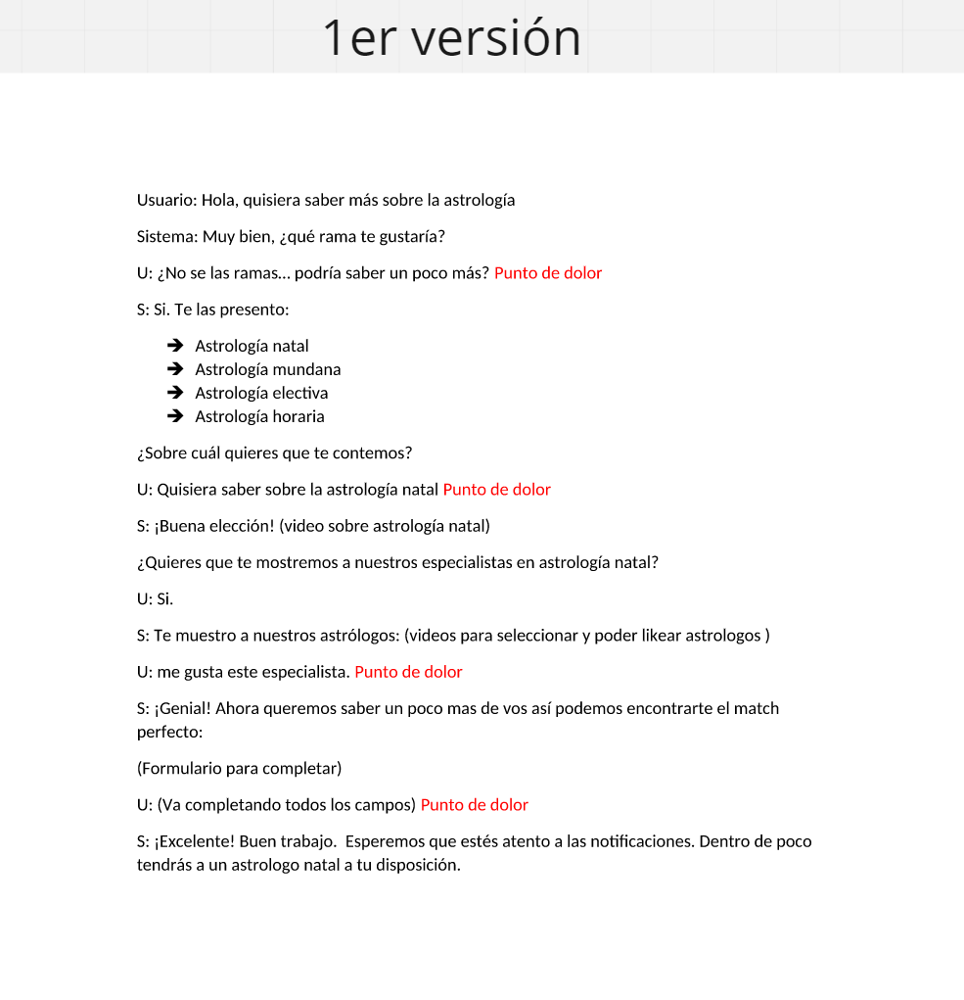 1er versión
Usuario: Hola, quisiera saber más sobre la astrología
Sistema: Muy bien, ¿qué rama te gustaría?
U: ¿No se las ramas... podría saber un poco más? Punto de dolor
S: Si. Te las presento:
➔ Astrología natal
➔ Astrología mundana
➔ Astrología electiva
➔ Astrología horaria
¿Sobre cuál quieres que te contemos?
U: Quisiera saber sobre la astrología natal Punto de dolor
S: ¡Buena elección! (video sobre astrología natal)
¿Quieres que te mostremos a nuestros especialistas en astrología natal?
U: Si.
S: Te muestro a nuestros astrólogos: (videos para seleccionar y poder likear astrologos )
U: me gusta este especialista. Punto de dolor
S: ¡Genial! Ahora queremos saber un poco mas de vos así podemos encontrarte el match
perfecto:
(Formulario para completar)
U: (Va completando todos los campos) Punto de dolor
S: ¡Excelente! Buen trabajo.  Esperemos que estés atento a las notificaciones. Dentro de poco
tendrás a un astrologo natal a tu disposición.